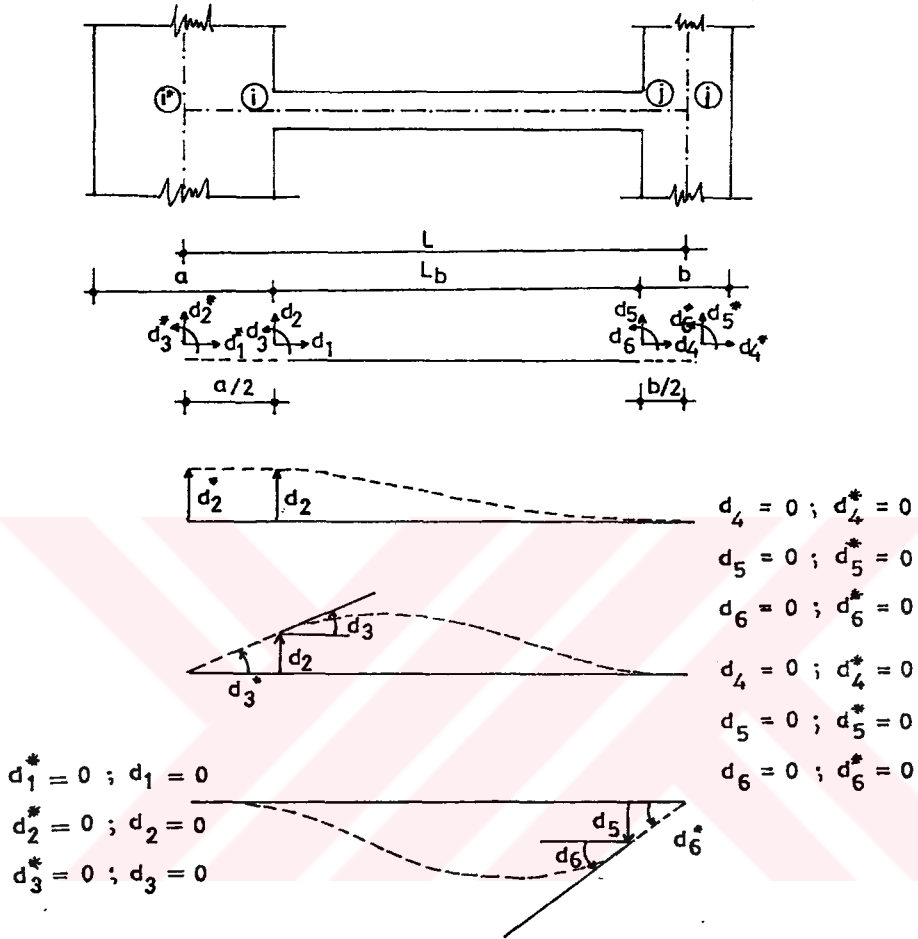 i* i j j
L
a Lb b
d2* d2 d5 d6* d5*
d3* d1* d3 d1 d6 d4 d4*
a/2 b/2
d2* d2
d4 = 0 ; d4* = 0
d5 = 0 ; d5* = 0
d6 = 0 ; d6* = 0
d3
d2
d3*
d4 = 0 ; d4* = 0
d5 = 0 ; d5* = 0
d6 = 0 ; d6* = 0
d1* = 0 ; d1 = 0
d2* = 0 ; d2 = 0
d3* = 0 ; d3 = 0
d5
d6 d6*